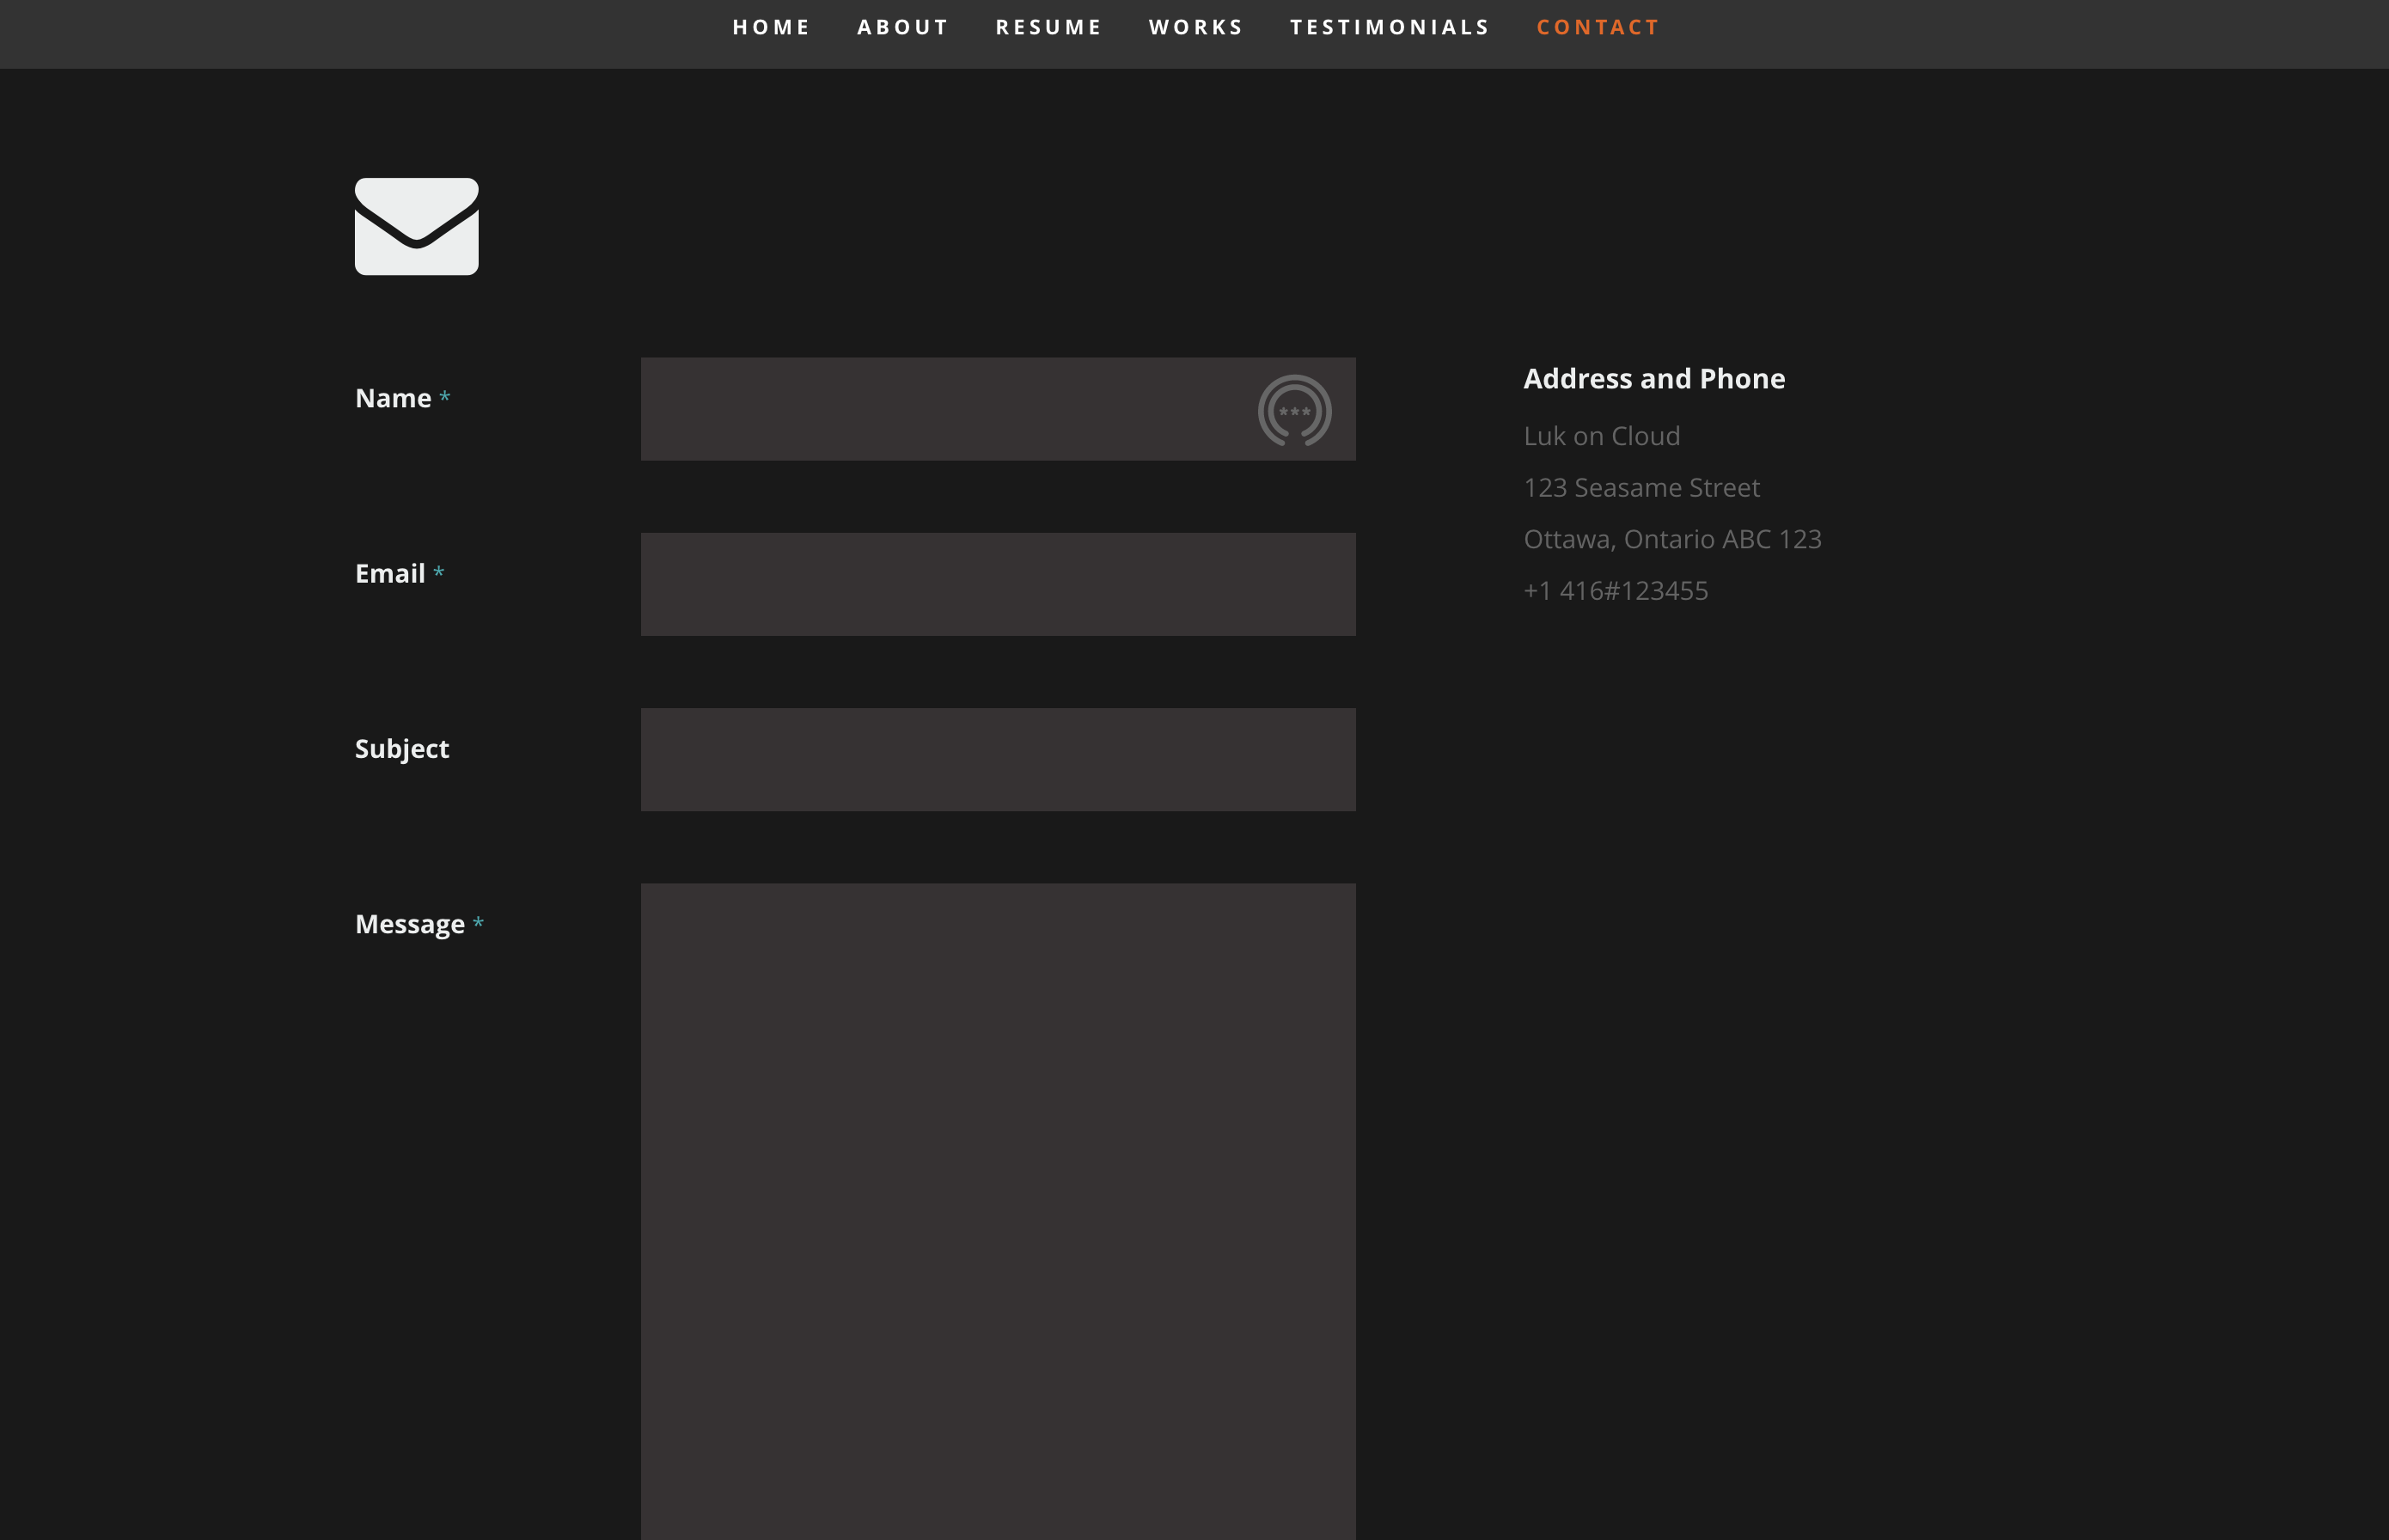 HOME ABOUT RESUME WORKS TESTIMONIALS CONTACT
Name *
***
Email *
Subject
Message *
Address and Phone
Luk on Cloud
123 Seasame Street
Ottawa, Ontario ABC 123
+1 416#123455